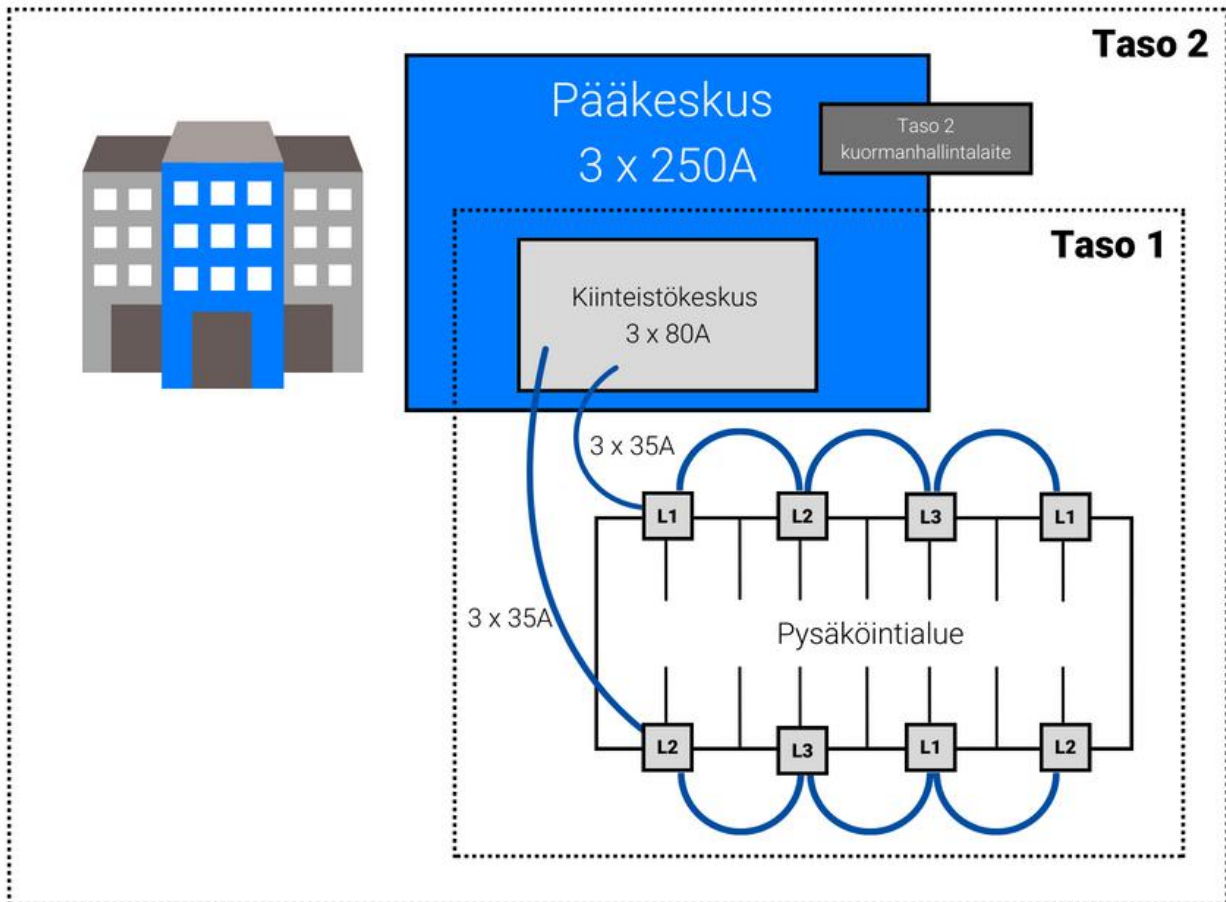 Taso 2
Pääkeskus
3 x 250A
Taso 2
kuormanhallintalaite
Taso 1
Kiinteistökeskus
3 x 80A
3 x 35A
L1
L2
L3
L1
3 x 35A
Pysäköintialue
L2
L3
L1
L2